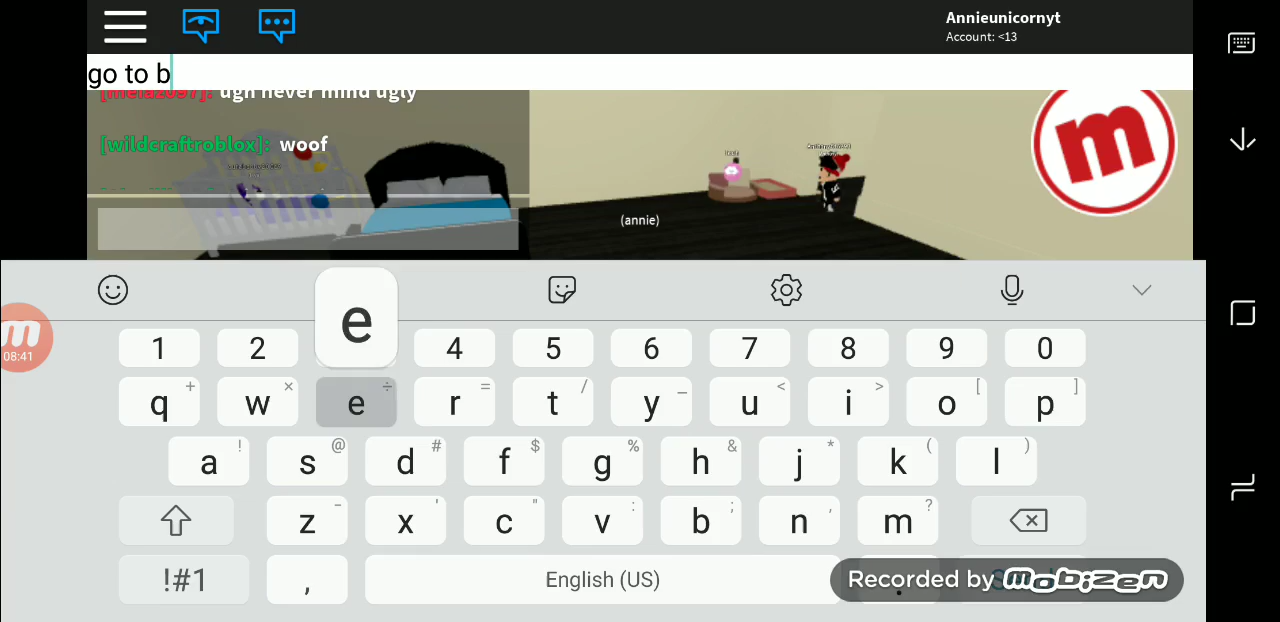 Annieunicornyt
Account: <13
go to b
ugh never mind ugly
[wildcraftroblox]: woof
(annie)
m
08:41
e
1 2 4 5 6 7 8 9 0
q + w × e ÷ r = t / y _ u < i > o [ p ]
a ! s @ d # f $ g % h & j * k ( l )
z - x ' c " v : b ; n , m ?
!#1 , English (US) .
Recorded by mobizen